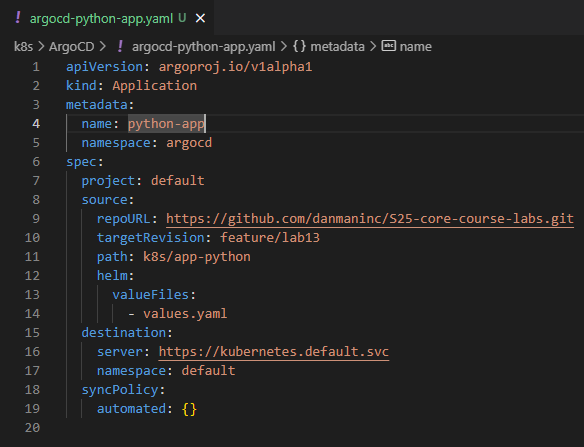 argocd-python-app.yaml U
k8s > ArgoCD > argocd-python-app.yaml > {} metadata > name
1 apiVersion: argoproj.io/v1alpha1
2 kind: Application
3 metadata:
4   name: python-app
5   namespace: argocd
6 spec:
7   project: default
8   source:
9     repoURL: https://github.com/danmaninc/S25-core-course-labs.git
10     targetRevision: feature/lab13
11     path: k8s/app-python
12     helm:
13       valueFiles:
14         - values.yaml
15   destination:
16     server: https://kubernetes.default.svc
17     namespace: default
18   syncPolicy:
19     automated: {}
20